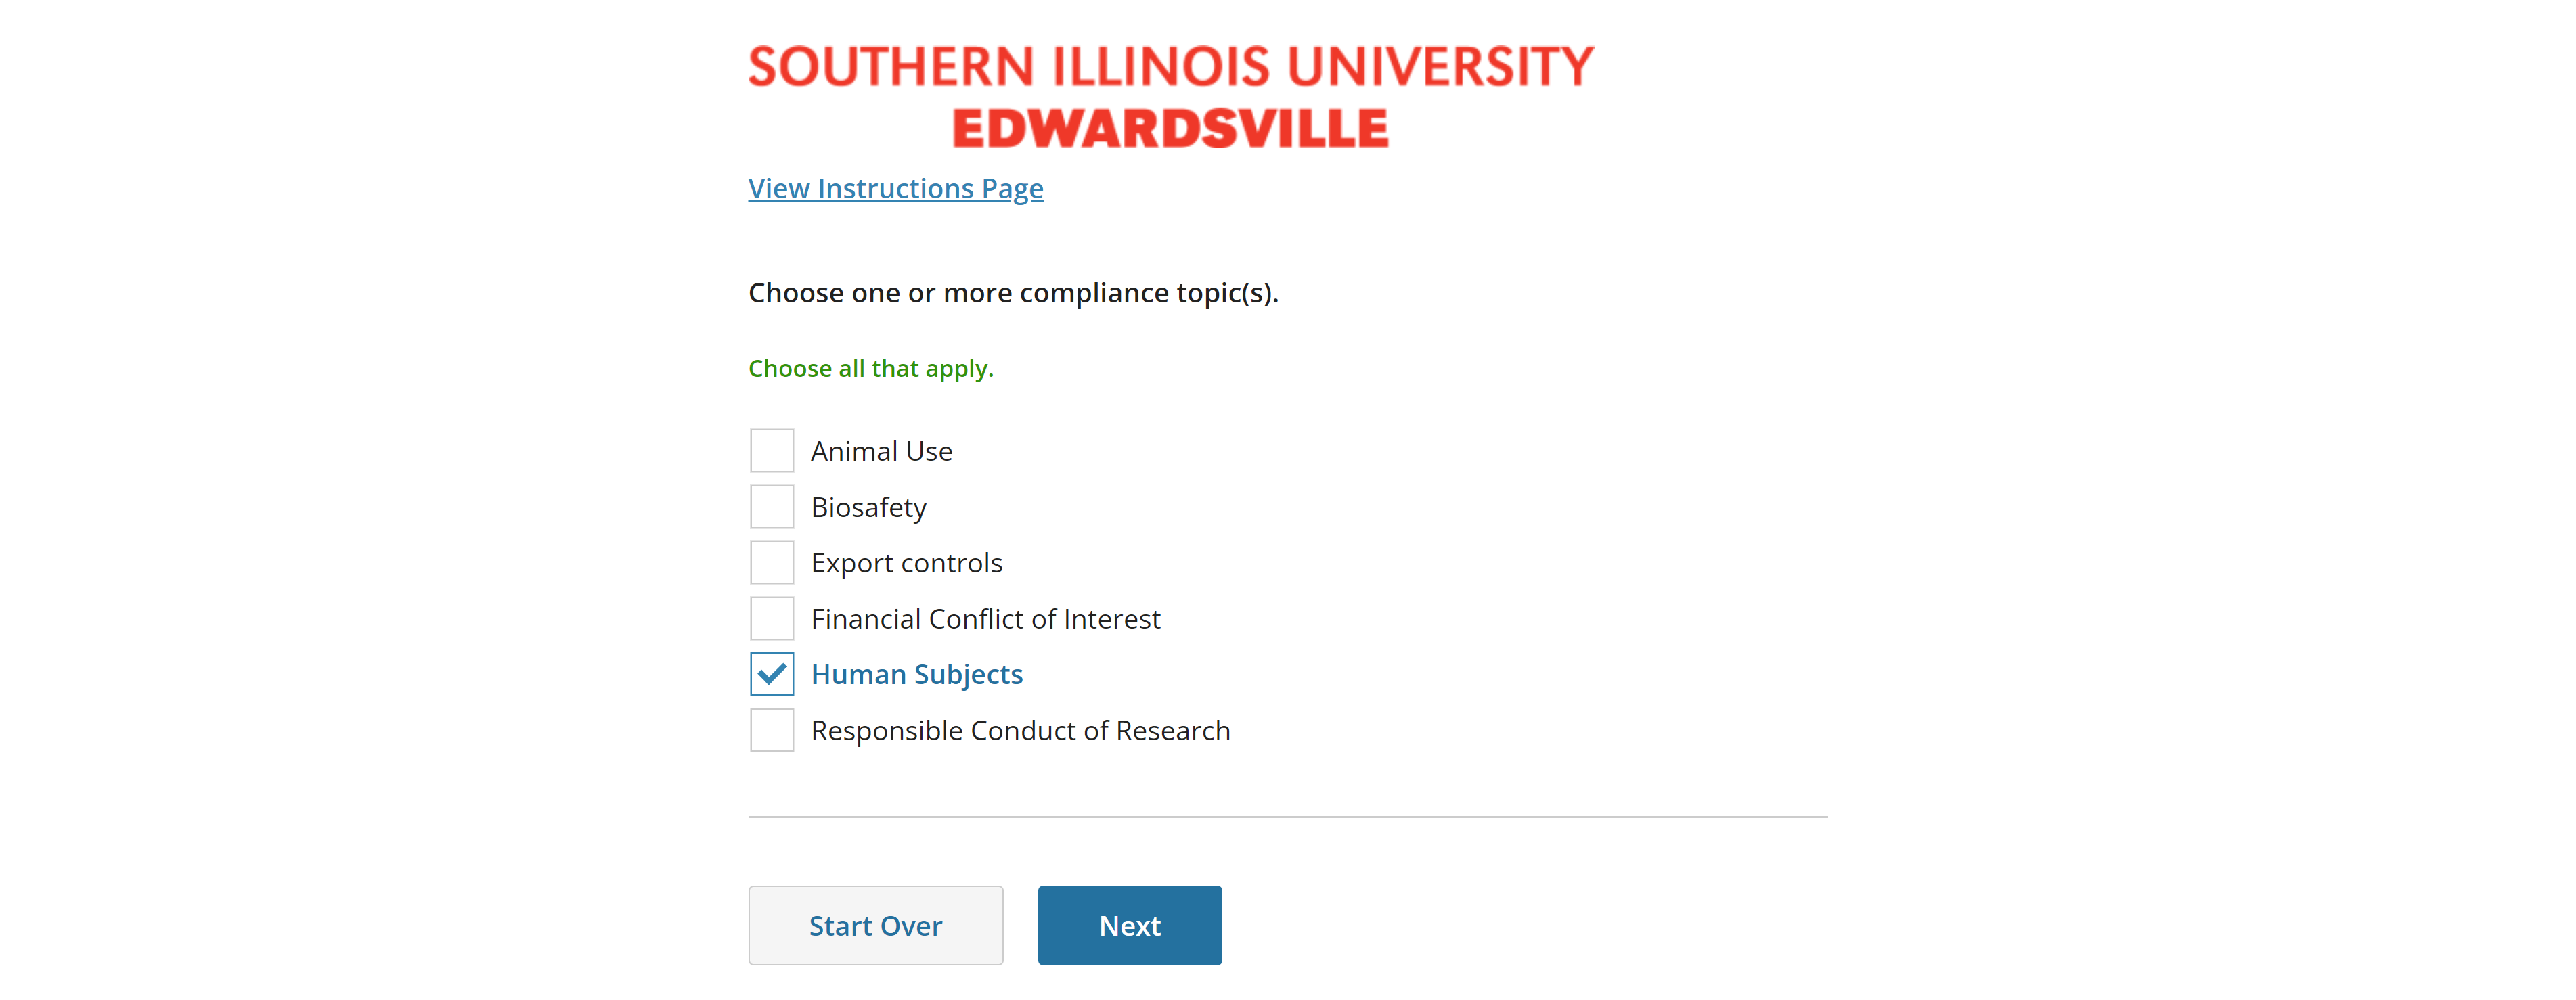 SOUTHERN ILLINOIS UNIVERSITY
EDWARDSVILLE
View Instructions Page
Choose one or more compliance topic(s).
Choose all that apply.
Animal Use
Biosafety
Export controls
Financial Conflict of Interest
Human Subjects
Responsible Conduct of Research
Start Over
Next